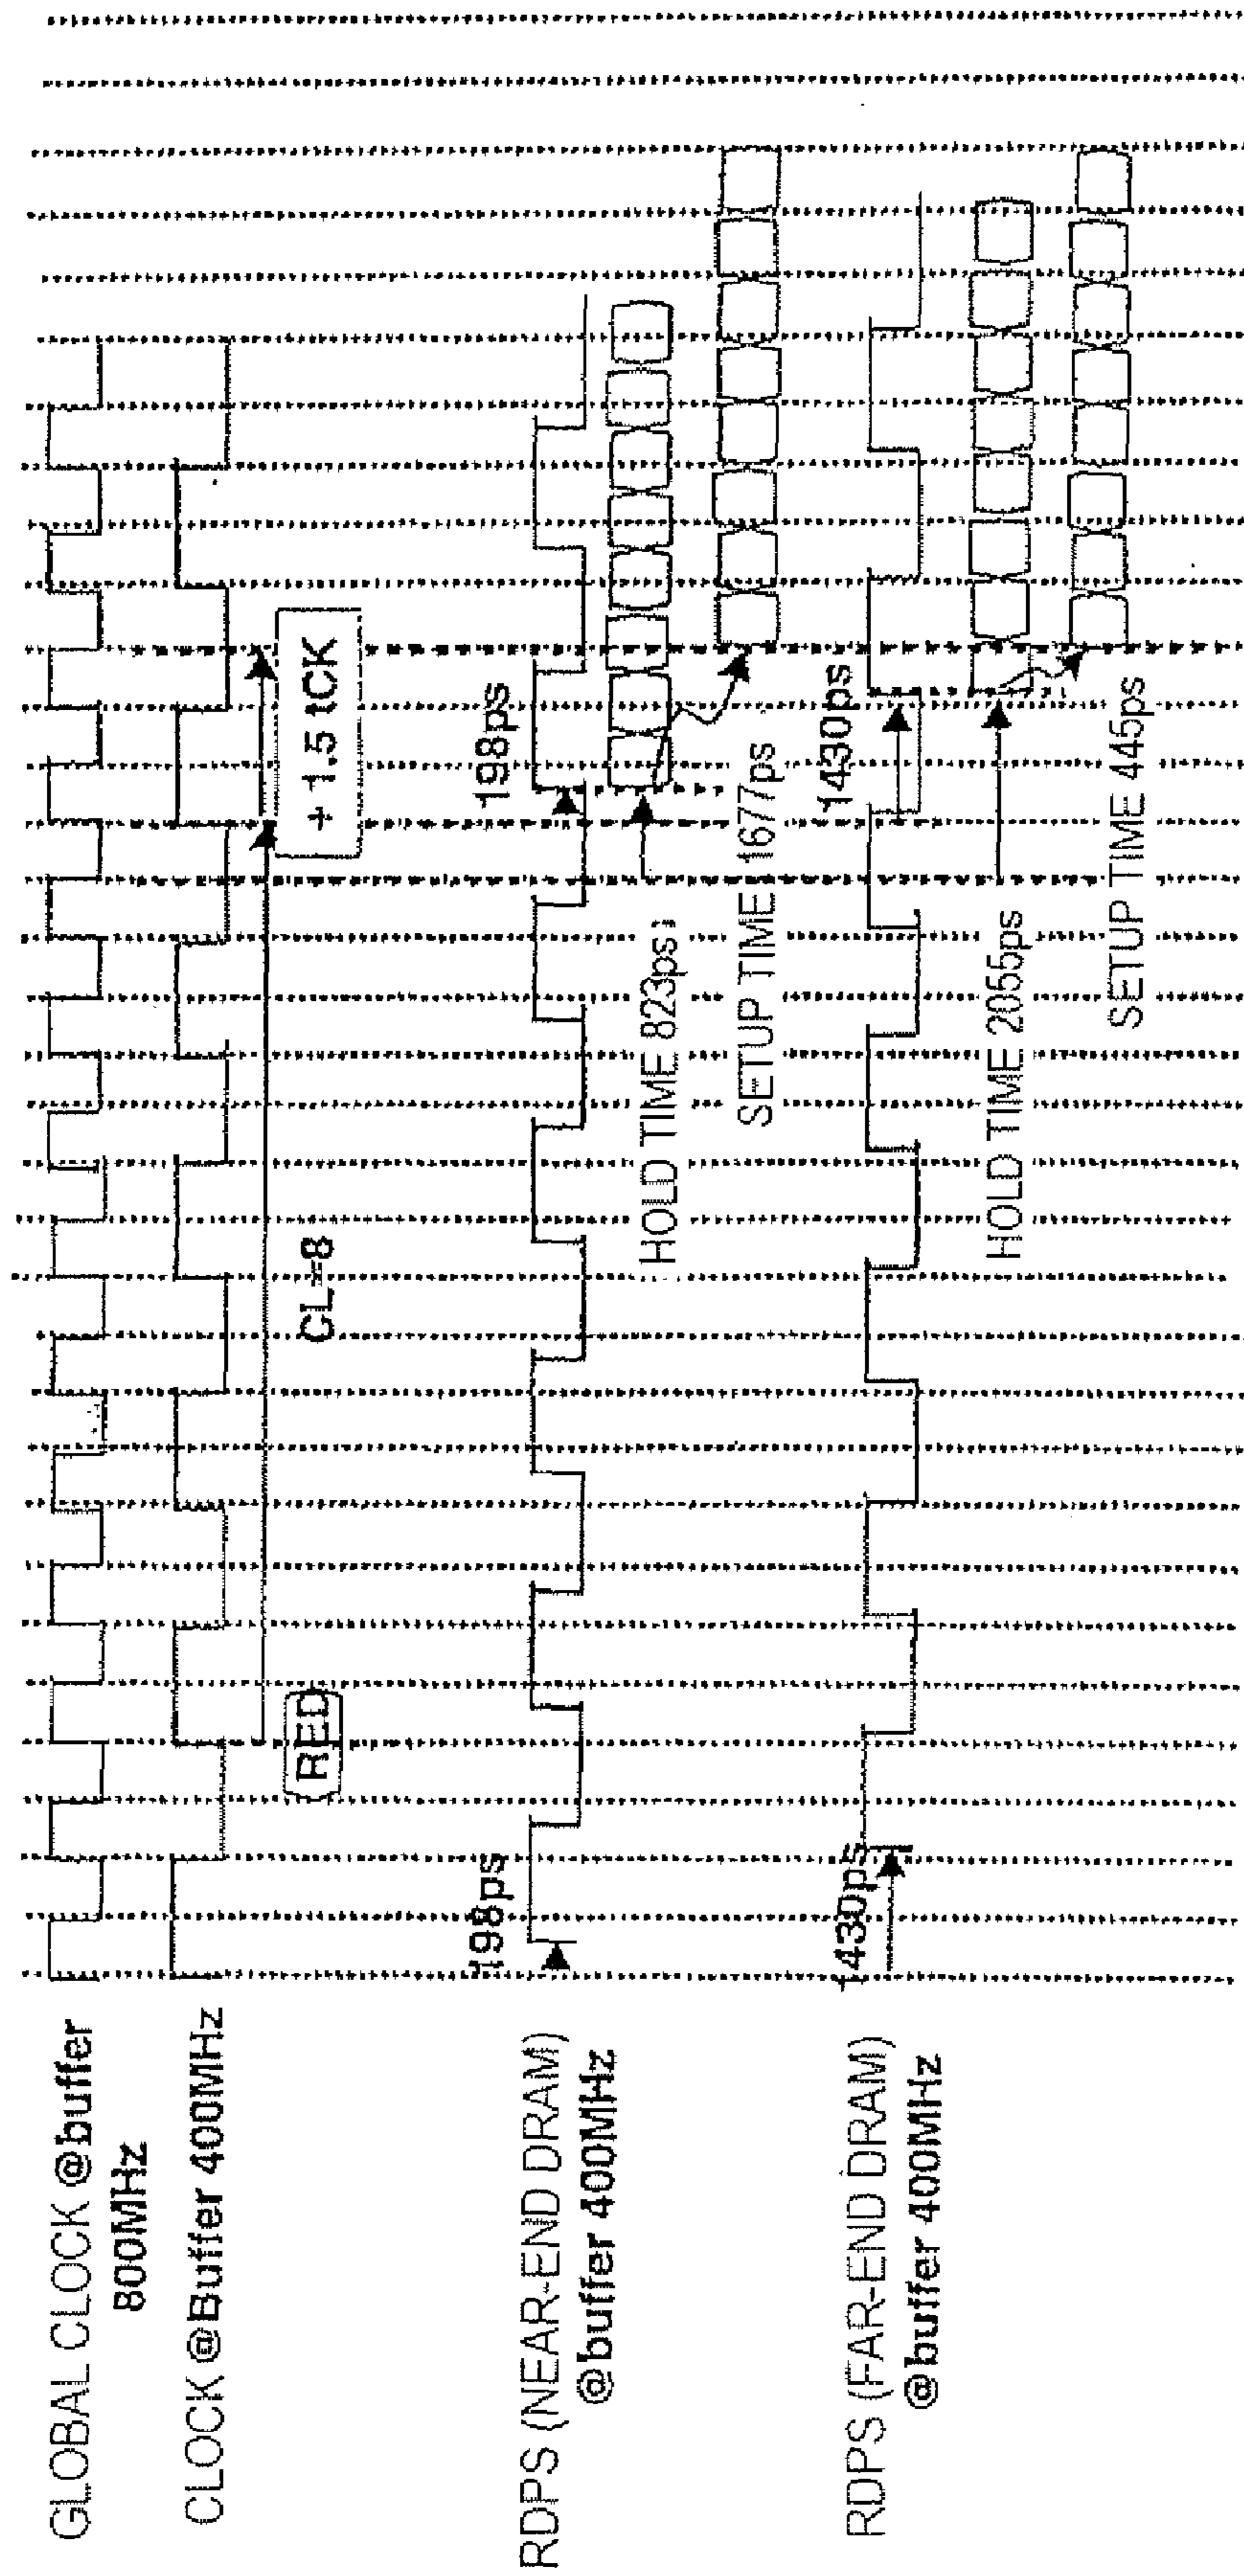 GLOBAL CLOCK @buffer
800MHz
CLOCK @Buffer 400MHz
RED
CL=8
+ 1.5 tCK
RDPS (NEAR-END DRAM)
@buffer 400MHz
198ps
198ps
HOLD TIME 823ps
SETUP TIME 1677ps
RDPS (FAR-END DRAM)
@buffer 400MHz
1430ps
1430ps
HOLD TIME 2055ps
SETUP TIME 445ps